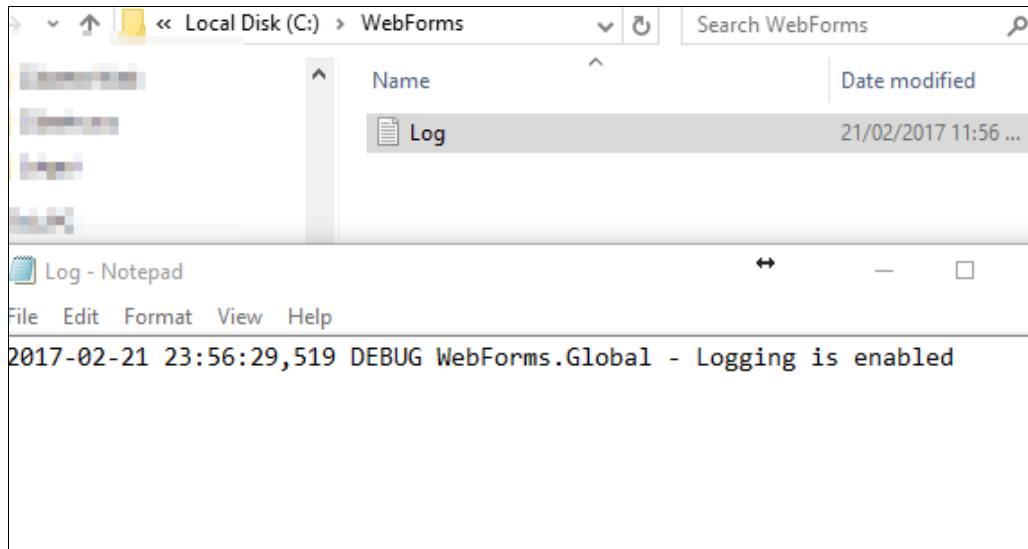 « Local Disk (C:) › WebForms
Search WebForms
Name
Date modified
Log
21/02/2017 11:56 ...
Log - Notepad
File Edit Format View Help
2017-02-21 23:56:29,519 DEBUG WebForms.Global - Logging is enabled